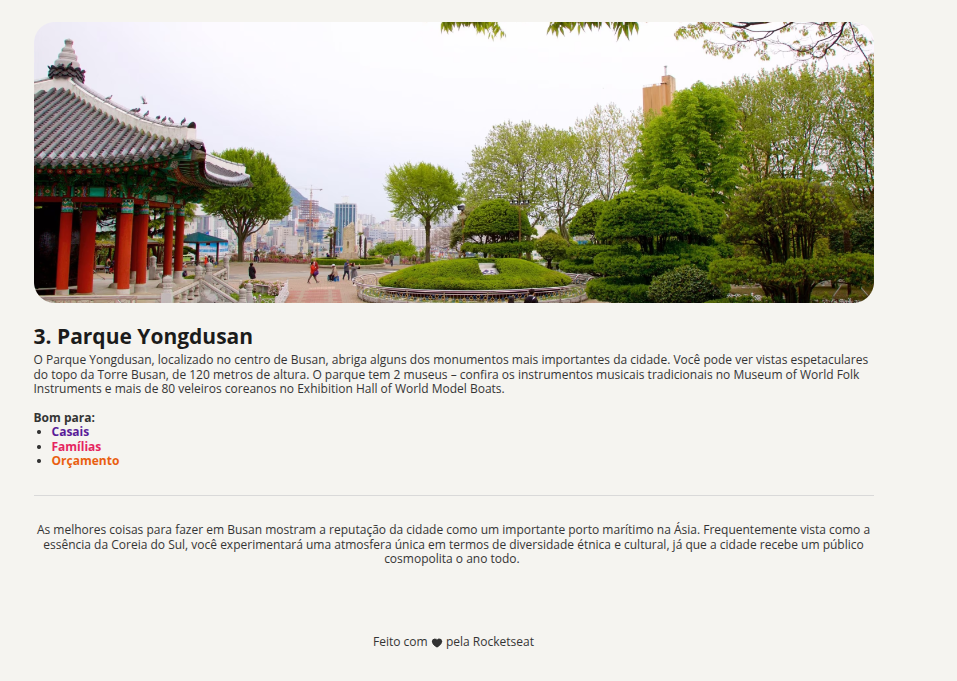 3. Parque Yongdusan
O Parque Yongdusan, localizado no centro de Busan, abriga alguns dos monumentos mais importantes da cidade. Você pode ver vistas espetaculares
do topo da Torre Busan, de 120 metros de altura. O parque tem 2 museus – confira os instrumentos musicais tradicionais no Museum of World Folk
Instruments e mais de 80 veleiros coreanos no Exhibition Hall of World Model Boats.
Bom para:
• Casais
• Famílias
• Orçamento
As melhores coisas para fazer em Busan mostram a reputação da cidade como um importante porto marítimo na Ásia. Frequentemente vista como a
essência da Coreia do Sul, você experimentará uma atmosfera única em termos de diversidade étnica e cultural, já que a cidade recebe um público
cosmopolita o ano todo.
Feito com ♥ pela Rocketseat